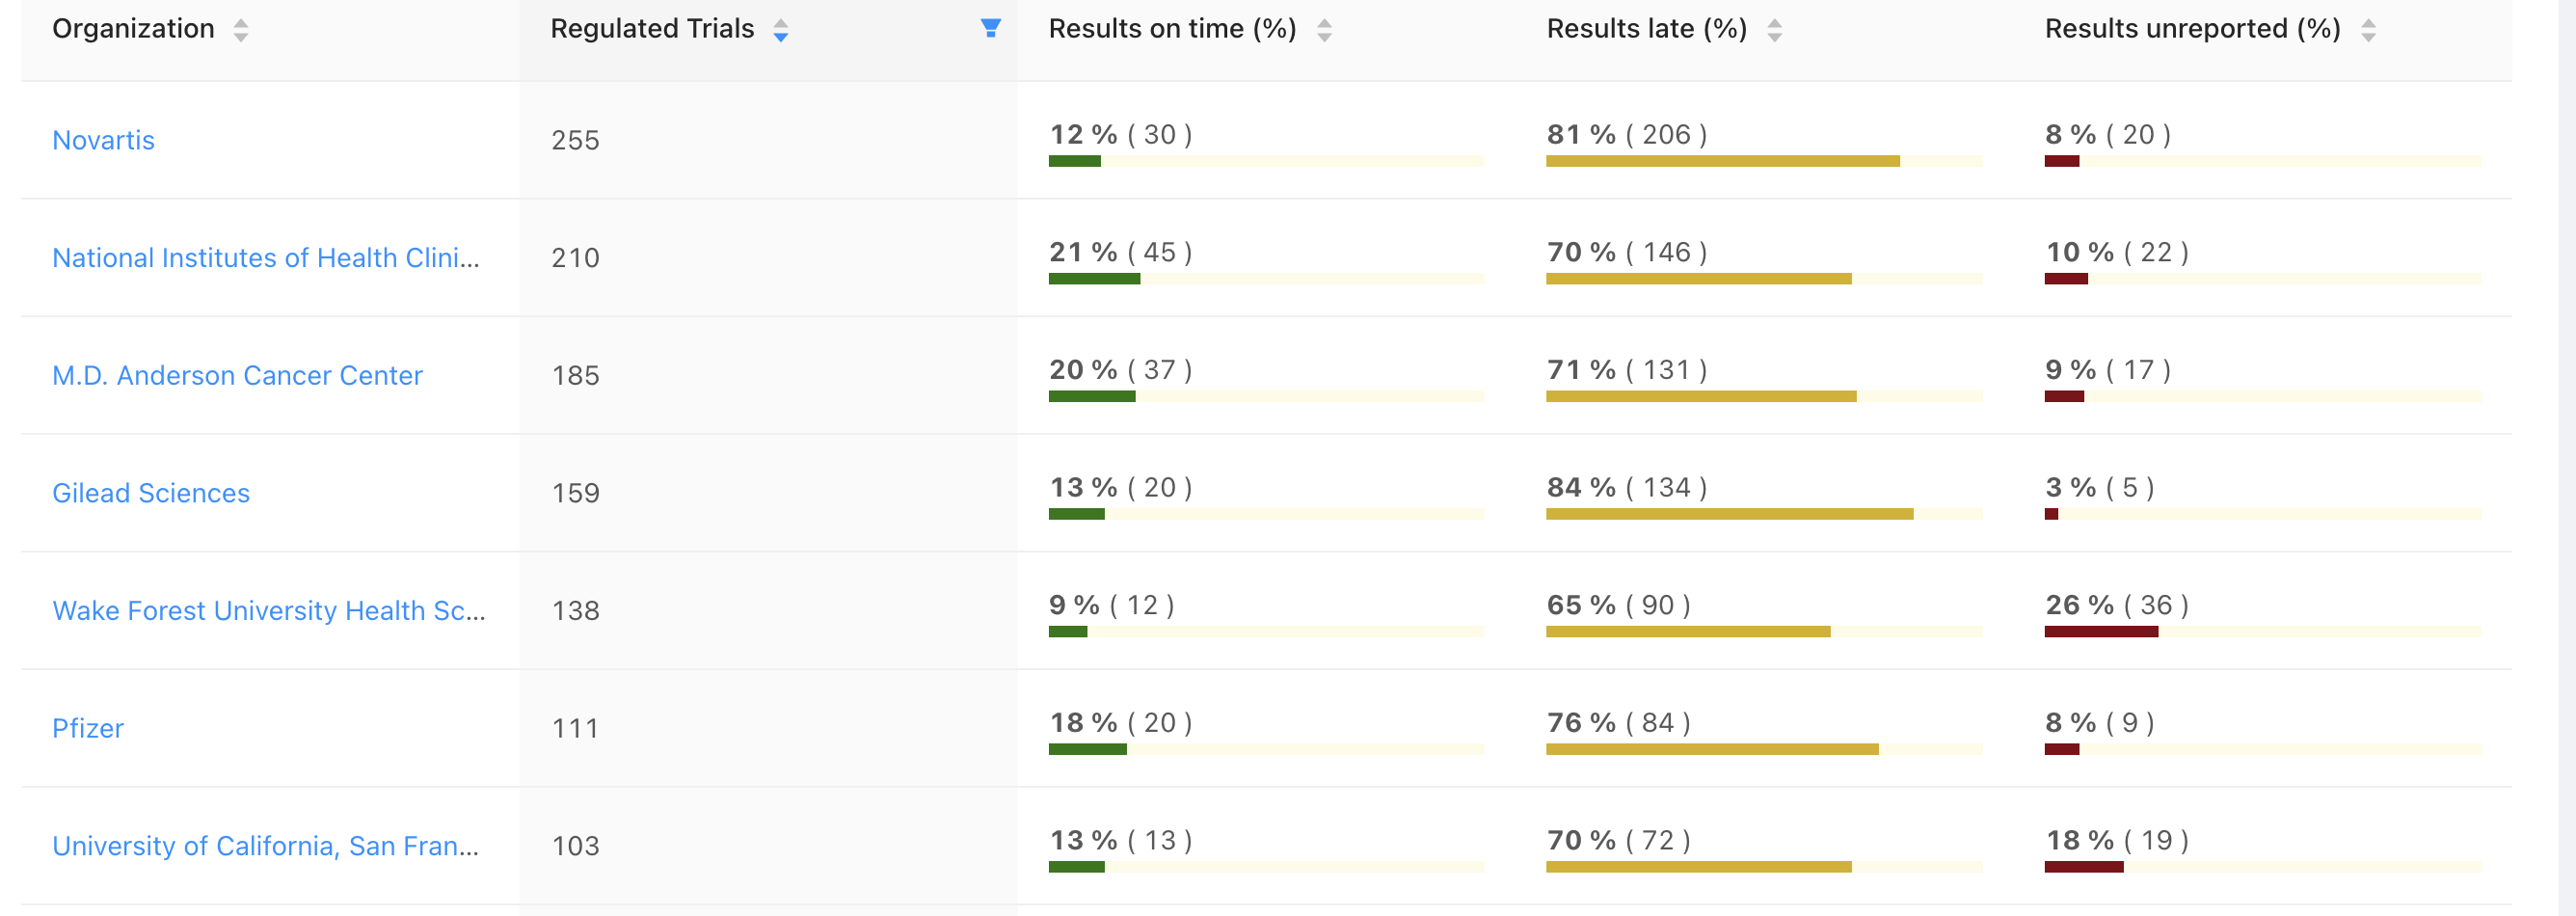 Organization Regulated Trials Results on time (%) Results late (%) Results unreported (%)
Novartis 255 12 % ( 30 ) 81 % ( 206 ) 8 % ( 20 )
National Institutes of Health Clini... 210 21 % ( 45 ) 70 % ( 146 ) 10 % ( 22 )
M.D. Anderson Cancer Center 185 20 % ( 37 ) 71 % ( 131 ) 9 % ( 17 )
Gilead Sciences 159 13 % ( 20 ) 84 % ( 134 ) 3 % ( 5 )
Wake Forest University Health Sc... 138 9 % ( 12 ) 65 % ( 90 ) 26 % ( 36 )
Pfizer 111 18 % ( 20 ) 76 % ( 84 ) 8 % ( 9 )
University of California, San Fran... 103 13 % ( 13 ) 70 % ( 72 ) 18 % ( 19 )